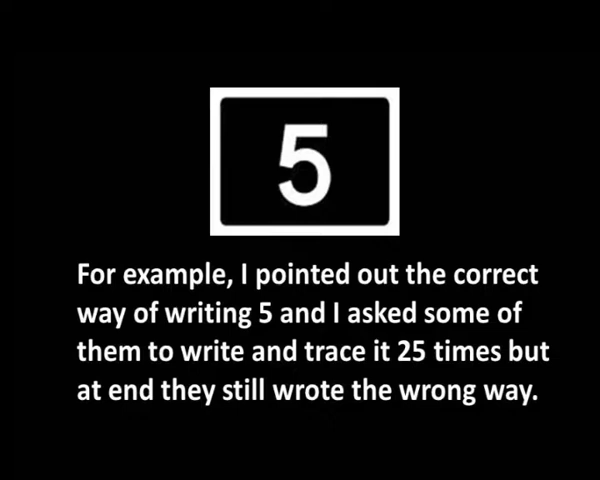 5
For example, I pointed out the correct
way of writing 5 and I asked some of
them to write and trace it 25 times but
at end they still wrote the wrong way.